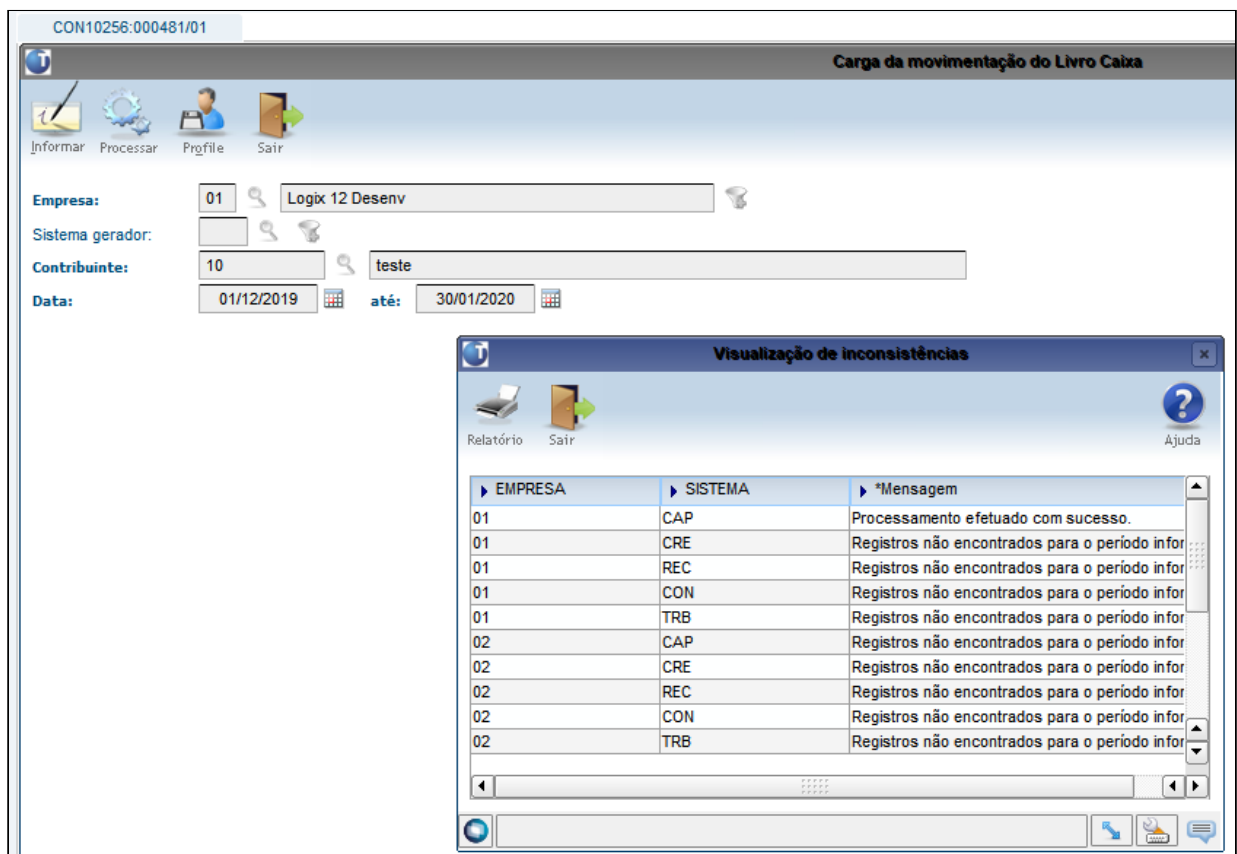 CON10256:000481/01
Carga da movimentação do Livro Caixa
Informar Processar Profile Sair
Empresa: 01 Logix 12 Desenv
Sistema gerador:
Contribuinte: 10 teste
Data: 01/12/2019 até: 30/01/2020
Visualização de inconsistências
Relatório Sair Ajuda
EMPRESA SISTEMA *Mensagem
01 CAP Processamento efetuado com sucesso.
01 CRE Registros não encontrados para o período infor
01 REC Registros não encontrados para o período infor
01 CON Registros não encontrados para o período infor
01 TRB Registros não encontrados para o período infor
02 CAP Registros não encontrados para o período infor
02 CRE Registros não encontrados para o período infor
02 REC Registros não encontrados para o período infor
02 CON Registros não encontrados para o período infor
02 TRB Registros não encontrados para o período infor